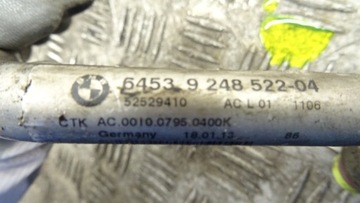 6453 9 248 522-04
52529410 AC L 01 1106
CTK AC.0010.0795.0400K
Germany 18.01.13 86